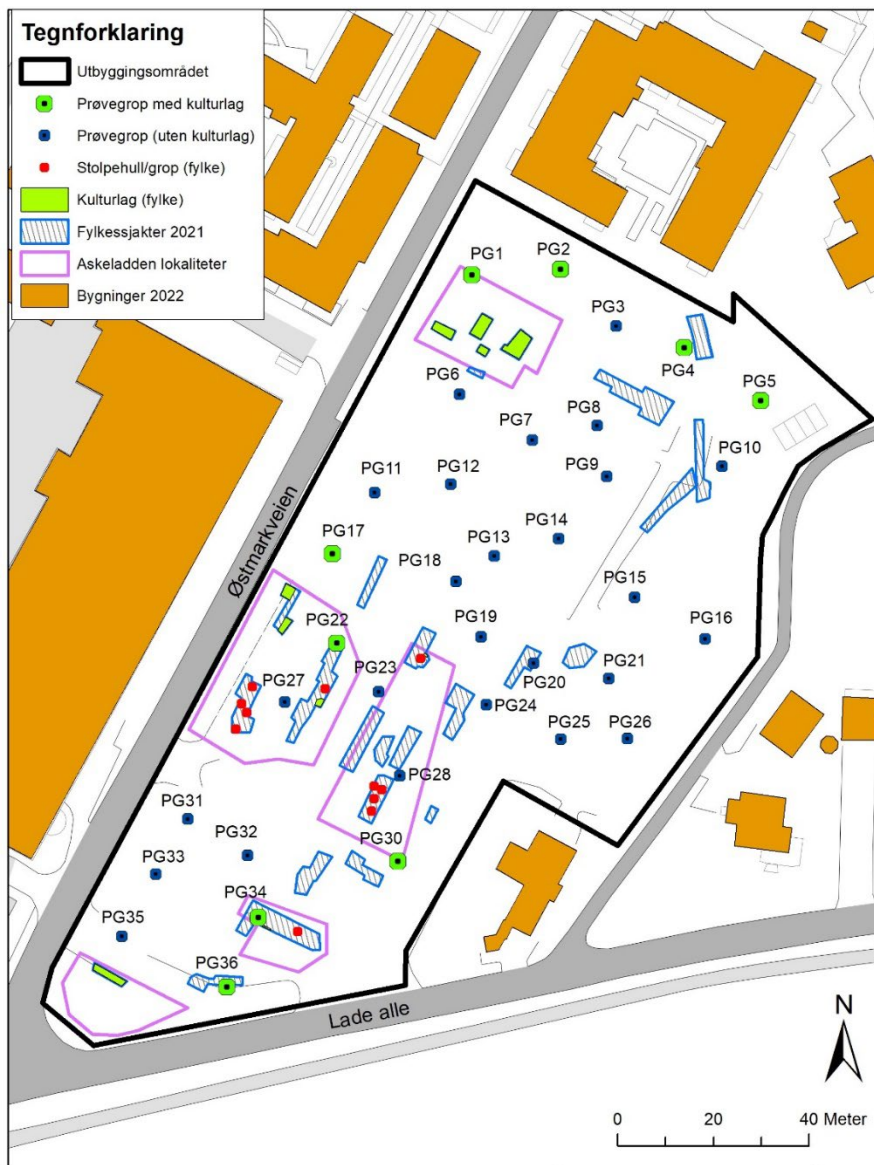 Tegnforklaring
Utbyggingsområdet
Prøvegrop med kulturlag
Prøvegrop (uten kulturlag)
Stolpehull/grop (fylke)
Kulturlag (fylke)
Fylkessjakter 2021
Askeladden lokaliteter
Bygninger 2022
PG1
PG2
PG3
PG4
PG5
PG6
PG7
PG8
PG9
PG10
PG11
PG12
PG13
PG14
PG15
PG16
PG17
PG18
PG19
PG20
PG21
PG22
PG23
PG24
PG25
PG26
PG27
PG28
PG30
PG31
PG32
PG33
PG34
PG35
PG36
Østmarkveien
Lade alle
N
0 20 40 Meter